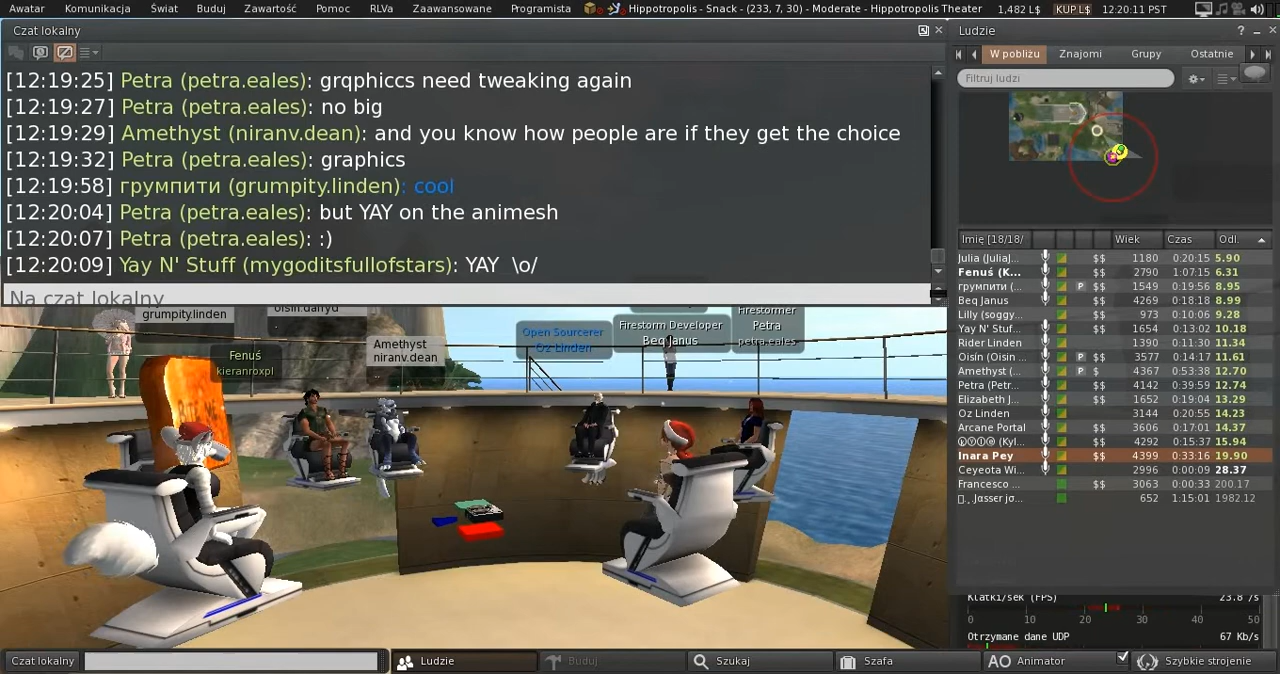 Awatar Komunikacja Świat Buduj Zawartość Pomoc RLVa Zaawansowane Programista Hippotropolis - Snack - (233, 7, 30) - Moderate - Hippotropolis Theater 1,482 L$ KUP L$ 12:20:11 PST
Czat lokalny
[12:19:25] Petra (petra.eales): grqphiccs need tweaking again
[12:19:27] Petra (petra.eales): no big
[12:19:29] Amethyst (niranv.dean): and you know how people are if they get the choice
[12:19:32] Petra (petra.eales): graphics
[12:19:58] грумпити (grumpity.linden): cool
[12:20:04] Petra (petra.eales): but YAY on the animesh
[12:20:07] Petra (petra.eales): :)
[12:20:09] Yay N' Stuff (mygoditsfullofstars): YAY \o/
Na czat lokalny
grumpity.linden
oisin.danyd
Fenuś
kieranroxpl
Amethyst
niranv.dean
Open Sourcerer
Oz Linden
Firestorm Developer
Beq Janus
Firestormer
Petra
petra.eales
Ludzie
W pobliżu Znajomi Grupy Ostatnie
Filtruj ludzi
Imię [18/18/ Wiek Czas Odl.
Julia (JuliaJ... 1180 0:20:15 5.90
Fenuś (K... $$ 2790 1:07:15 6.31
грумпити (... P $$ 1549 0:19:56 8.95
Beq Janus $$ 4269 0:18:18 8.99
Lilly (soggy... $$ 973 0:10:06 9.28
Yay N' Stuf... $$ 1654 0:13:02 10.18
Rider Linden 1390 0:11:30 11.34
Oisín (Oisin ... P $$ 3577 0:14:17 11.61
Amethyst (... P $$ 4367 0:53:38 12.70
Petra (Petr... $$ 4142 0:39:59 12.74
Elizabeth J... $$ 1652 0:19:04 13.29
Oz Linden 3144 0:20:55 14.23
Arcane Portal $$ 3606 0:17:01 14.37
(Kyl... $$ 4292 0:15:37 15.94
Inara Pey $$ 4399 0:33:16 19.90
Ceyeota Wi... 2996 0:00:09 28.37
Francesco ... $$ 3063 0:00:33 200.17
652 1:15:01 1982.12
Klatki/sek (FPS) 23.8 /s
0 10 20 30 40 50
Otrzymane dane UDP 67 Kb/s
Czat lokalny Ludzie Buduj Szukaj Szafa AO Animator Szybkie strojenie